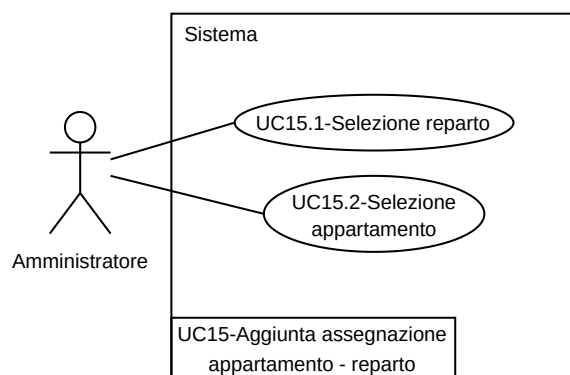 Sistema
UC15.1-Selezione reparto
UC15.2-Selezione
appartamento
Amministratore
UC15-Aggiunta assegnazione
appartamento - reparto